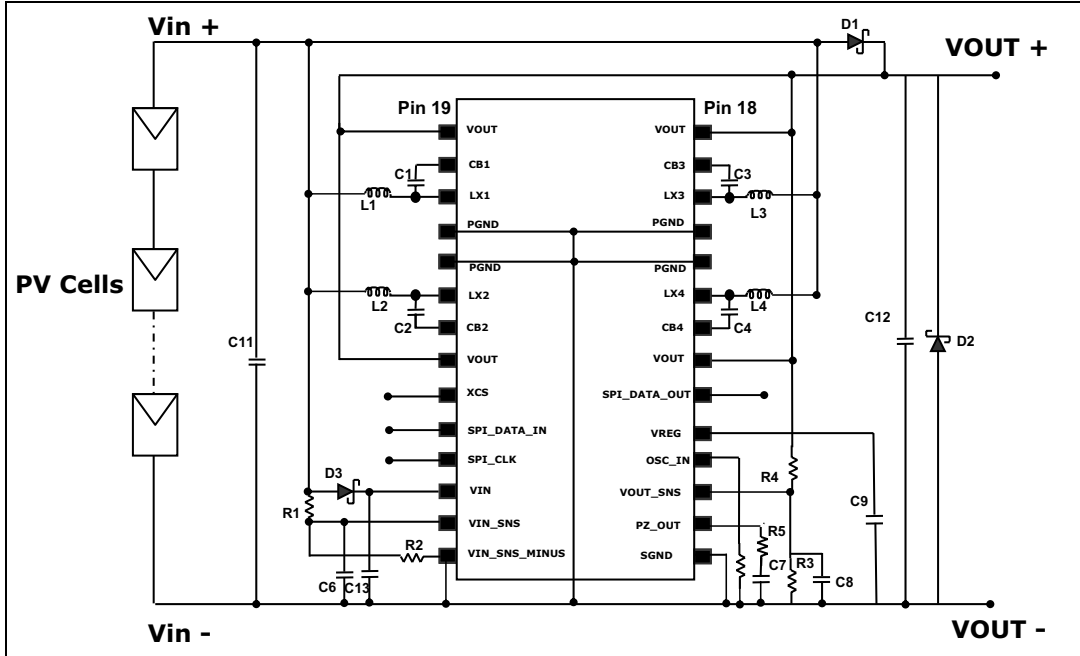 Vin +
D1
VOUT +
Pin 19
Pin 18
VOUT
VOUT
C1
CB1
CB3
C3
L1
LX1
LX3
L3
PGND
PGND
PGND
PGND
PV Cells
L2
LX2
LX4
L4
C2
CB2
CB4
C4
C11
C12
D2
VOUT
VOUT
XCS
SPI_DATA_OUT
SPI_DATA_IN
VREG
SPI_CLK
OSC_IN
D3
R4
R1
VIN
VOUT_SNS
C9
VIN_SNS
PZ_OUT
R5
R2
VIN_SNS_MINUS
SGND
C6
C13
C7
R3
C8
Vin -
VOUT -